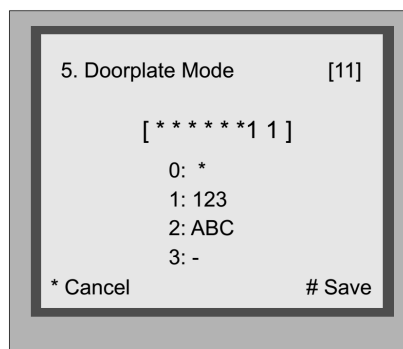 5. Doorplate Mode [11]
[ * * * * * *1 1 ]
0: *
1: 123
2: ABC
3: -
* Cancel # Save